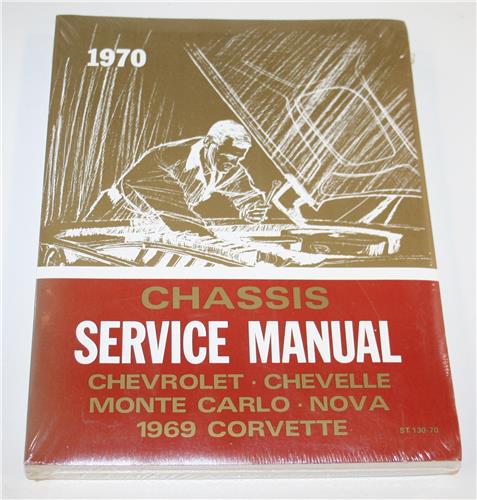 1970
CHASSIS
SERVICE MANUAL
CHEVROLET · CHEVELLE
MONTE CARLO · NOVA
1969 CORVETTE
ST 130-70